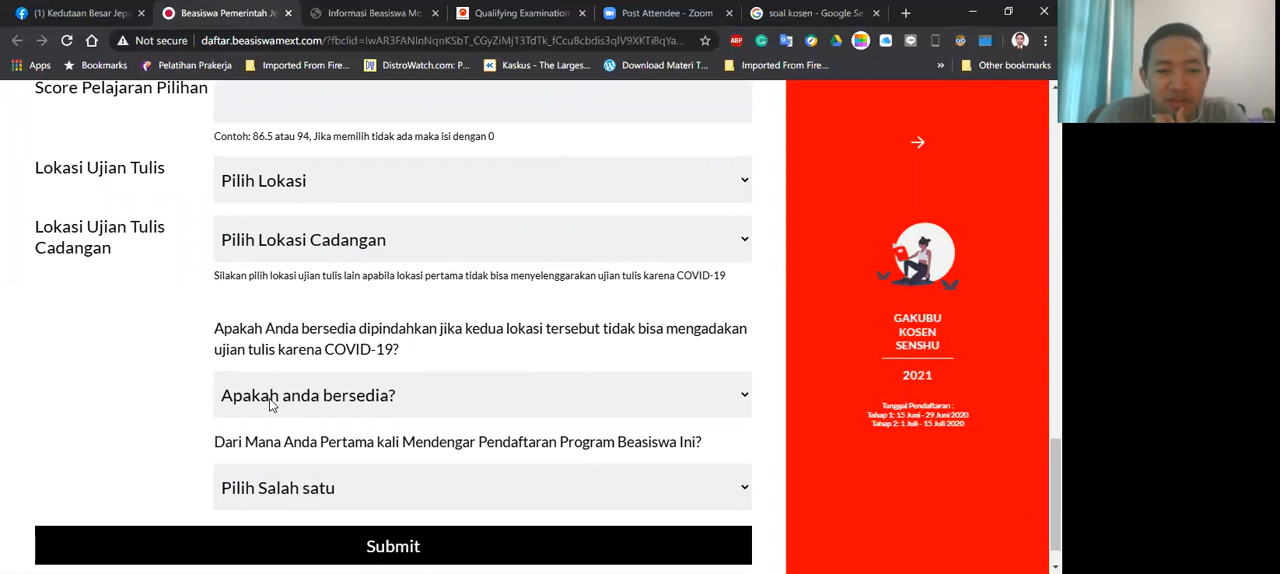 (1) Kedutaan Besar Jepa
Beasiswa Pemerintah Je
Informasi Beasiswa Mo
Qualifying Examination
Post Attendee - Zoom
soal kosen - Google Se
Not secure
daftar.beasiswamext.com/?fbclid=IwAR3FANlnNqnKSbT_CGyZiMj13TdTk_fCcuBcbdis3qIV9XKTi8qYa...
Apps
Bookmarks
Pelatihan Prakerja
Imported From Fire...
DistroWatch.com: P...
Kaskus - The Larges...
Download Materi T...
Imported From Fire...
»
Other bookmarks
Score Pelajaran Pilihan
Contoh: 86.5 atau 94, Jika memilih tidak ada maka isi dengan 0
Lokasi Ujian Tulis
Pilih Lokasi
Lokasi Ujian Tulis
Cadangan
Pilih Lokasi Cadangan
Silakan pilih lokasi ujian tulis lain apabila lokasi pertama tidak bisa menyelenggarakan ujian tulis karena COVID-19
Apakah Anda bersedia dipindahkan jika kedua lokasi tersebut tidak bisa mengadakan
ujian tulis karena COVID-19?
Apakah anda bersedia?
Dari Mana Anda Pertama kali Mendengar Pendaftaran Program Beasiswa Ini?
Pilih Salah satu
Submit
GAKUBU
KOSEN
SENSHU
2021
Tanggal Pendaftaran :
Tahap 1: 15 Juni - 29 Juni 2020
Tahap 2: 1 Juli - 15 Juli 2020